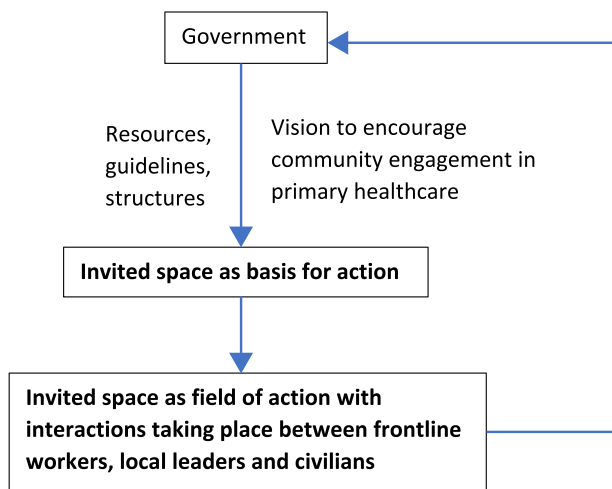 Government
Resources,
guidelines,
structures
Vision to encourage
community engagement in
primary healthcare
Invited space as basis for action
Invited space as field of action with
interactions taking place between frontline
workers, local leaders and civilians